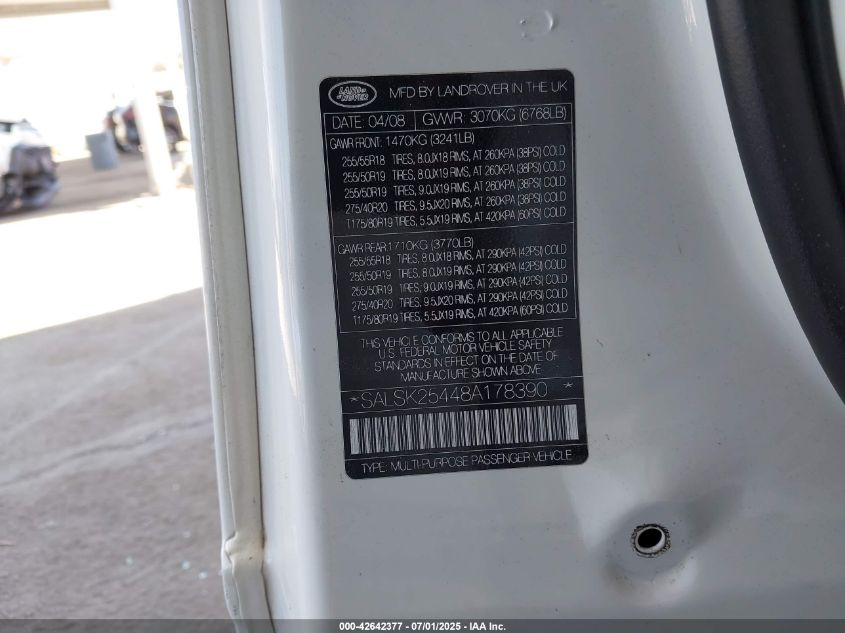 LAND ROVER
MFD BY LANDROVER IN THE UK
DATE: 04/08 GVWR: 3070KG (6768LB)
GAWR FRONT: 1470KG (3241LB)
255/55R18 TIRES, 8.0JX18 RIMS, AT 260KPA (38PSI) COLD
255/50R19 TIRES, 8.0JX19 RIMS, AT 260KPA (38PSI) COLD
255/50R19 TIRES, 9.0JX19 RIMS, AT 260KPA (38PSI) COLD
275/40R20 TIRES, 9.5JX20 RIMS, AT 260KPA (38PSI) COLD
T175/80R19 TIRES, 5.5JX19 RIMS, AT 420KPA (60PSI) COLD
GAWR REAR: 1710KG (3770LB)
255/55R18 TIRES, 8.0JX18 RIMS, AT 290KPA (42PSI) COLD
255/50R19 TIRES, 8.0JX19 RIMS, AT 290KPA (42PSI) COLD
255/50R19 TIRES, 9.0JX19 RIMS, AT 290KPA (42PSI) COLD
275/40R20 TIRES, 9.5JX20 RIMS, AT 290KPA (42PSI) COLD
T175/80R19 TIRES, 5.5JX19 RIMS, AT 420KPA (60PSI) COLD
THIS VEHICLE CONFORMS TO ALL APPLICABLE
U.S. FEDERAL MOTOR VEHICLE SAFETY
STANDARDS IN EFFECT ON THE DATE OF
MANUFACTURE SHOWN ABOVE
*SALSK25448A178390 *
TYPE: MULTI-PURPOSE PASSENGER VEHICLE
000-42642377 - 07/01/2025 - IAA Inc.